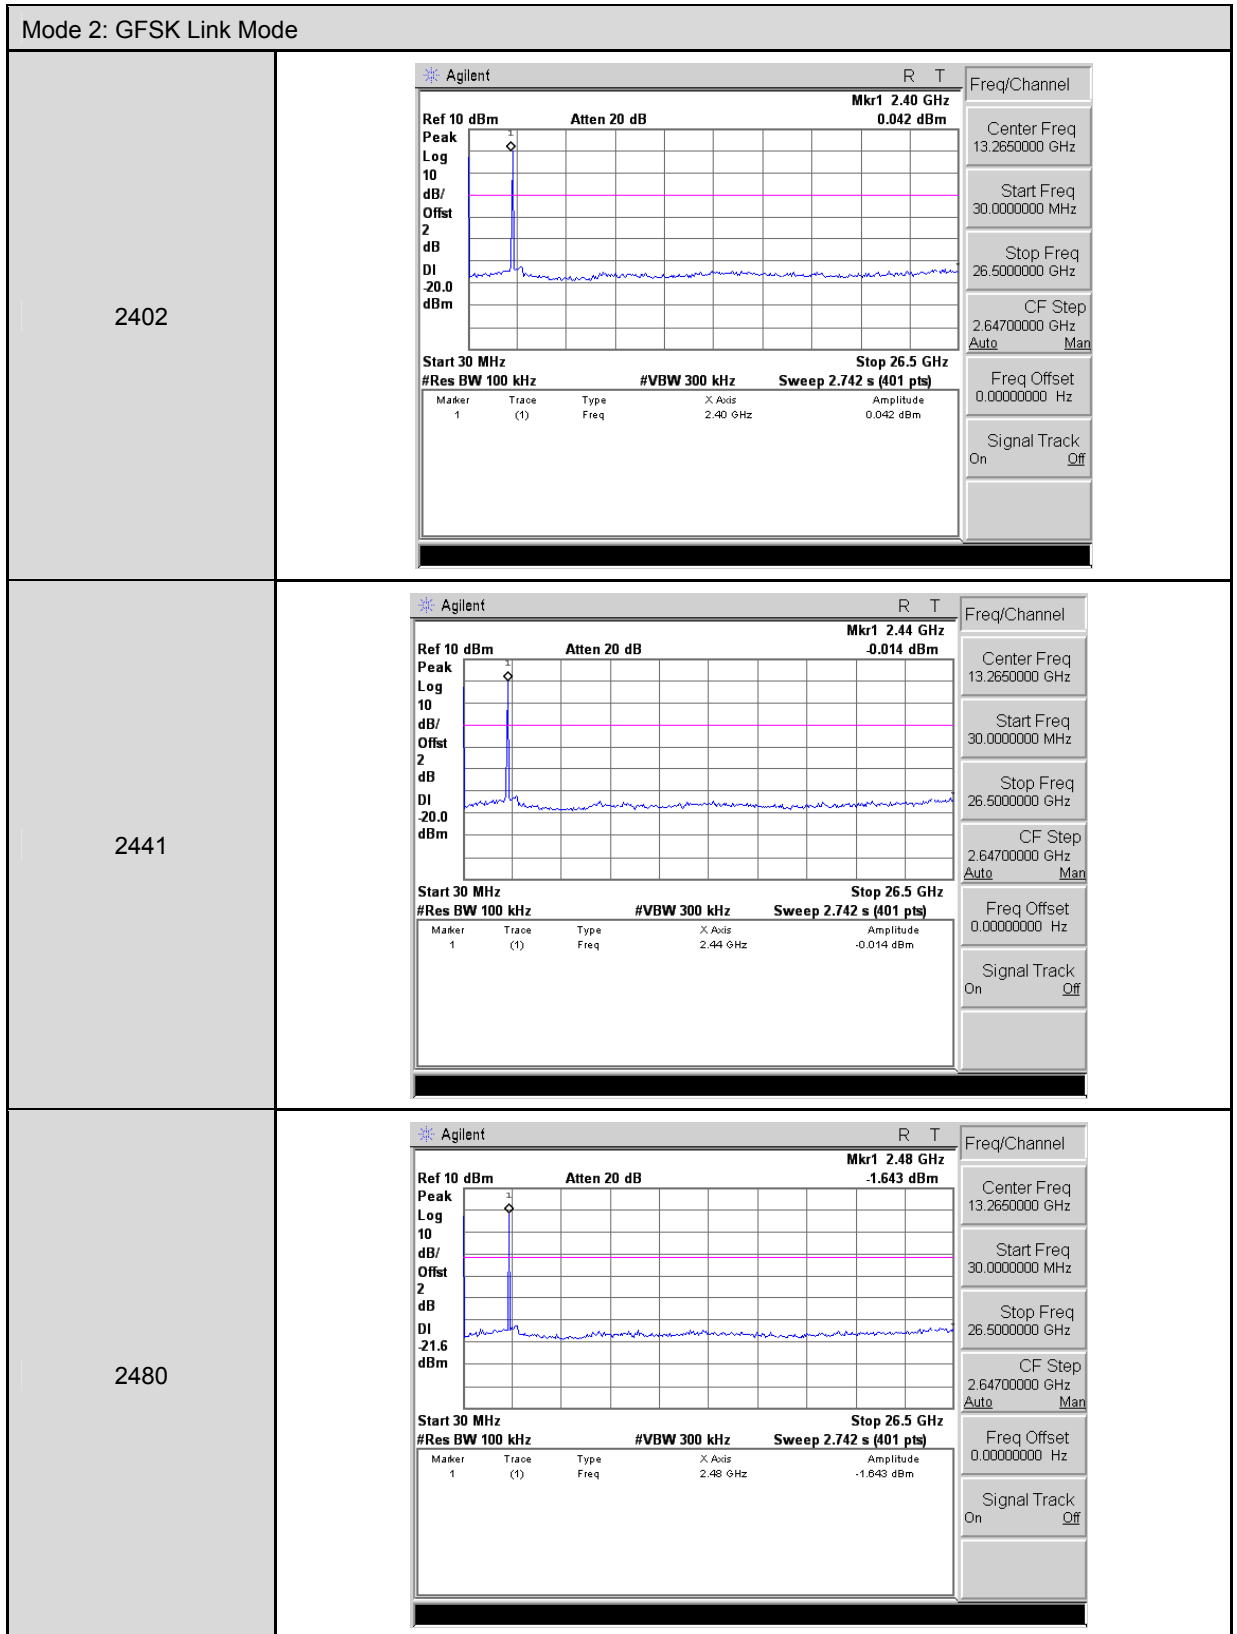 Mode 2: GFSK Link Mode
2402
Agilent R T
Mkr1 2.40 GHz
Ref 10 dBm Atten 20 dB 0.042 dBm
Peak
Log
10
dB/
Offst
2
dB
DI
-20.0
dBm
1
Start 30 MHz Stop 26.5 GHz
#Res BW 100 kHz #VBW 300 kHz Sweep 2.742 s (401 pts)
Marker Trace Type X Axis Amplitude
1 (1) Freq 2.40 GHz 0.042 dBm
Freq/Channel
Center Freq
13.2650000 GHz
Start Freq
30.0000000 MHz
Stop Freq
26.5000000 GHz
CF Step
2.64700000 GHz
Auto Man
Freq Offset
0.00000000 Hz
Signal Track
On Off
2441
Agilent R T
Mkr1 2.44 GHz
Ref 10 dBm Atten 20 dB -0.014 dBm
Peak
Log
10
dB/
Offst
2
dB
DI
-20.0
dBm
1
Start 30 MHz Stop 26.5 GHz
#Res BW 100 kHz #VBW 300 kHz Sweep 2.742 s (401 pts)
Marker Trace Type X Axis Amplitude
1 (1) Freq 2.44 GHz -0.014 dBm
Freq/Channel
Center Freq
13.2650000 GHz
Start Freq
30.0000000 MHz
Stop Freq
26.5000000 GHz
CF Step
2.64700000 GHz
Auto Man
Freq Offset
0.00000000 Hz
Signal Track
On Off
2480
Agilent R T
Mkr1 2.48 GHz
Ref 10 dBm Atten 20 dB -1.643 dBm
Peak
Log
10
dB/
Offst
2
dB
DI
-21.6
dBm
1
Start 30 MHz Stop 26.5 GHz
#Res BW 100 kHz #VBW 300 kHz Sweep 2.742 s (401 pts)
Marker Trace Type X Axis Amplitude
1 (1) Freq 2.48 GHz -1.643 dBm
Freq/Channel
Center Freq
13.2650000 GHz
Start Freq
30.0000000 MHz
Stop Freq
26.5000000 GHz
CF Step
2.64700000 GHz
Auto Man
Freq Offset
0.00000000 Hz
Signal Track
On Off